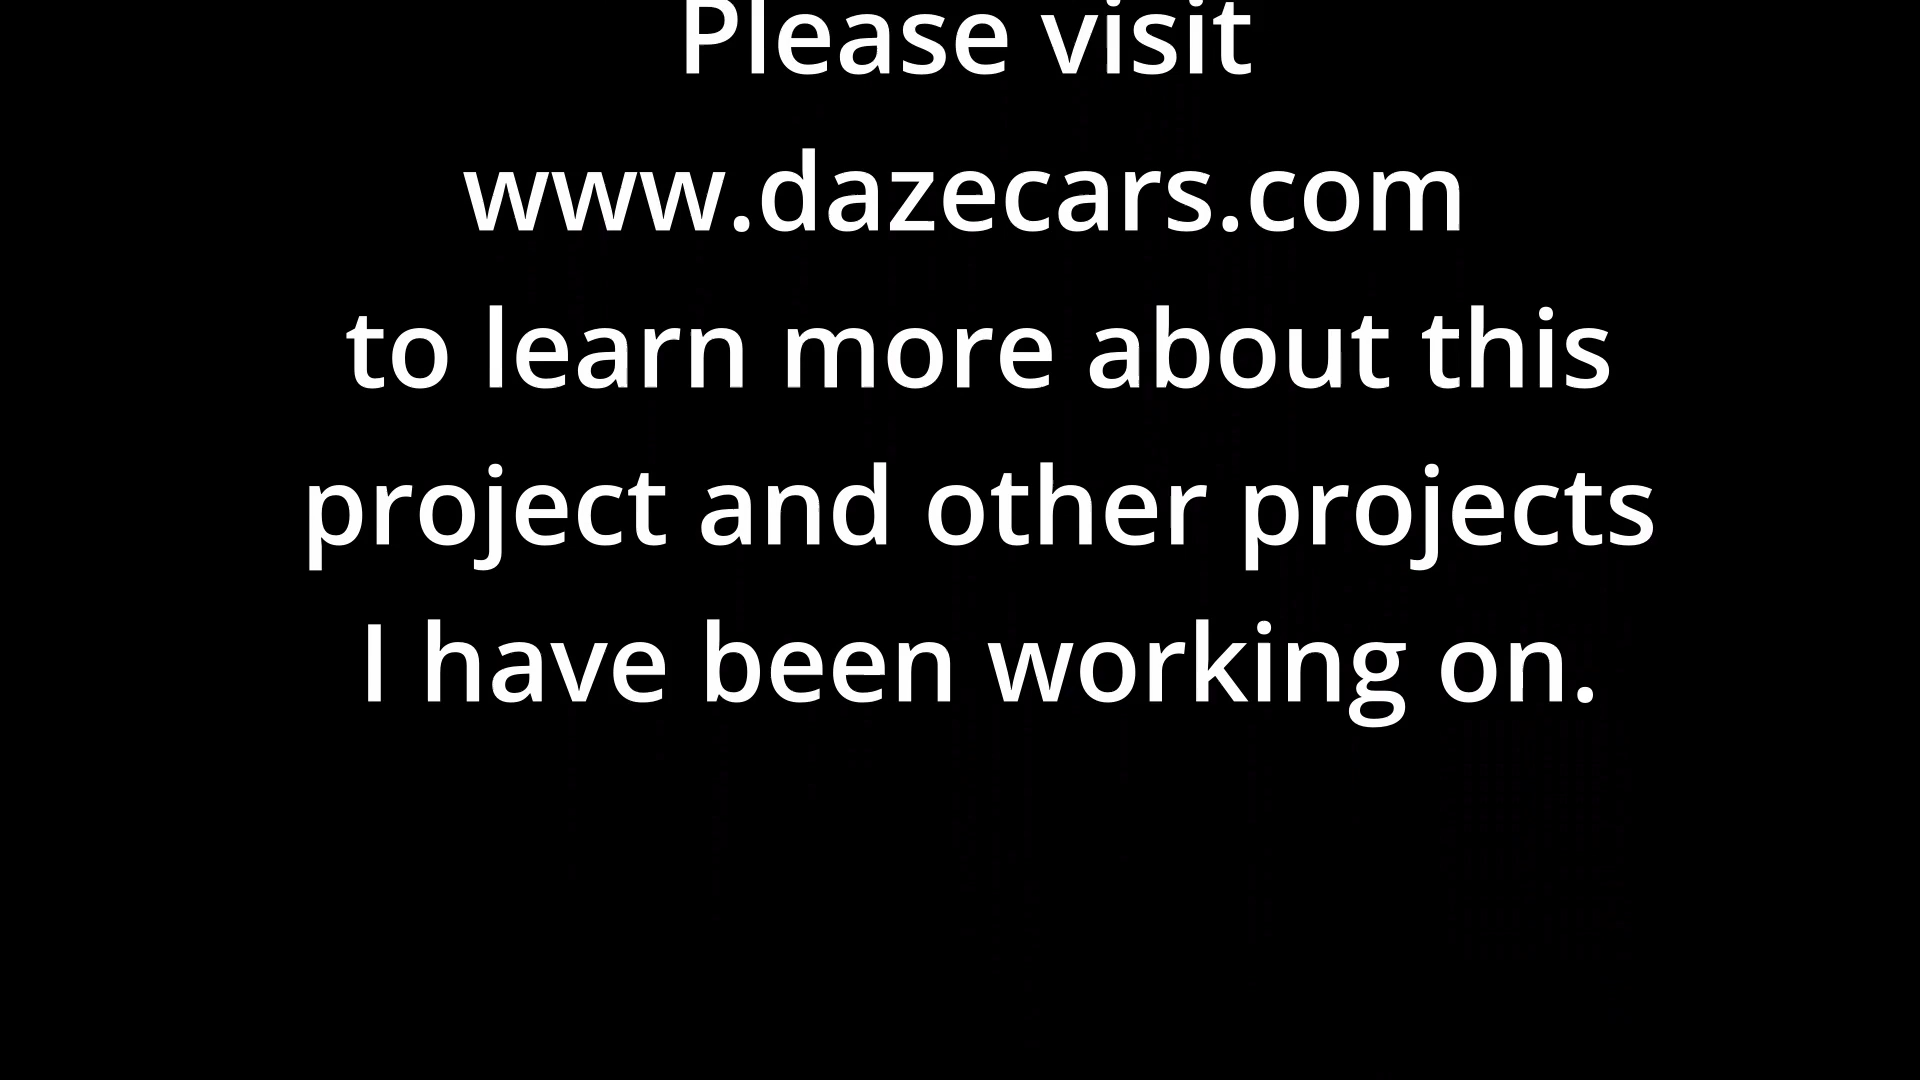 Please visit
www.dazecars.com
to learn more about this
project and other projects
I have been working on.